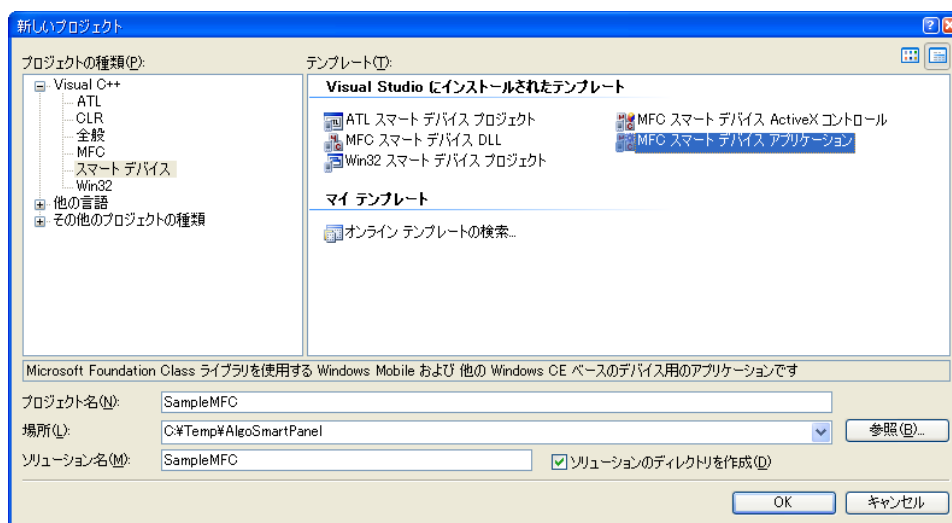 新しいプロジェクト
プロジェクトの種類(P):
Visual C++
ATL
CLR
全般
MFC
スマート デバイス
Win32
他の言語
その他のプロジェクトの種類
テンプレート(T):
Visual Studio にインストールされたテンプレート
ATL スマート デバイス プロジェクト
MFC スマート デバイス DLL
Win32 スマート デバイス プロジェクト
MFC スマート デバイス ActiveX コントロール
MFC スマート デバイス アプリケーション
マイ テンプレート
オンライン テンプレートの検索...
Microsoft Foundation Class ライブラリを使用する Windows Mobile および 他の Windows CE ベースのデバイス用のアプリケーションです
プロジェクト名(N): SampleMFC
場所(L): C:¥Temp¥AlgoSmartPanel 参照(B)...
ソリューション名(M): SampleMFC ソリューションのディレクトリを作成(D)
OK キャンセル